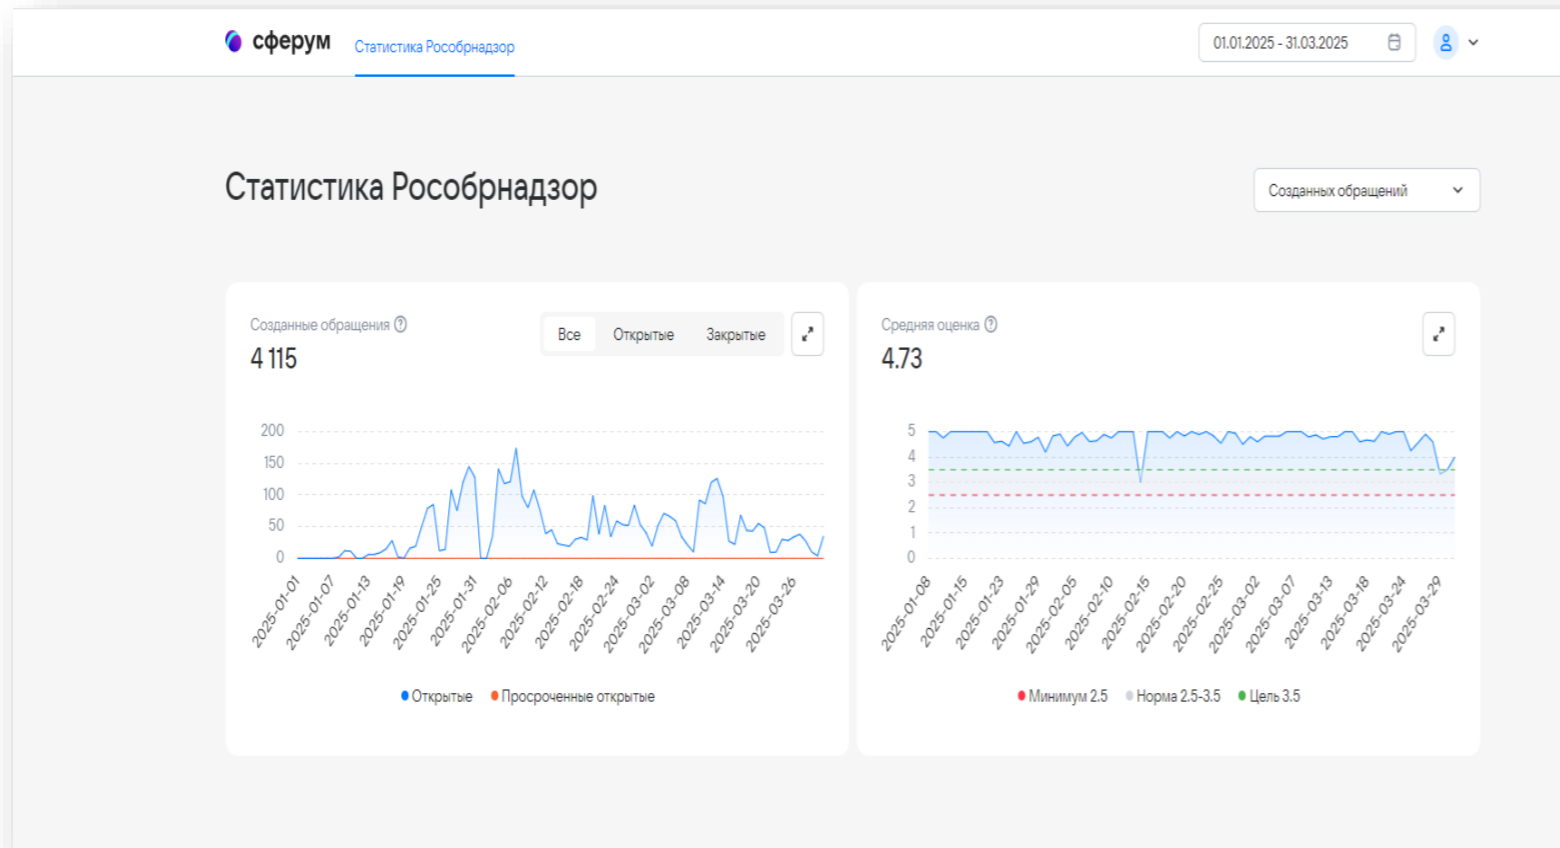 сферум
Статистика Рособрнадзор
01.01.2025 - 31.03.2025
Статистика Рособрнадзор
Созданных обращений
Созданные обращения
4 115
Все
Открытые
Закрытые
200
150
100
50
0
2025-01-01
2025-01-07
2025-01-13
2025-01-19
2025-01-25
2025-01-31
2025-02-06
2025-02-12
2025-02-18
2025-02-24
2025-03-02
2025-03-08
2025-03-14
2025-03-20
2025-03-26
Открытые
Просроченные открытые
Средняя оценка
4.73
5
4
3
2
1
0
2025-01-08
2025-01-15
2025-01-23
2025-01-29
2025-02-05
2025-02-10
2025-02-15
2025-02-20
2025-02-25
2025-03-02
2025-03-07
2025-03-13
2025-03-18
2025-03-24
2025-03-29
Минимум 2.5
Норма 2.5-3.5
Цель 3.5